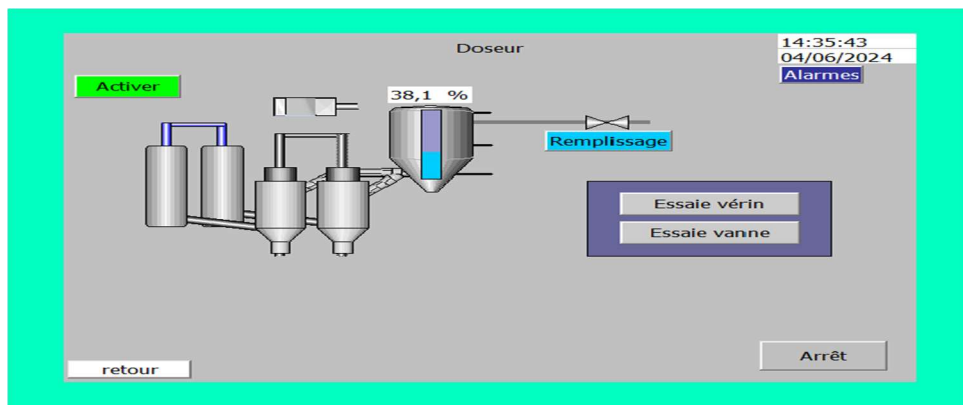 Doseur
14:35:43
04/06/2024
Alarmes
Activer
38,1 %
Remplissage
Essaie vérin
Essaie vanne
Arrêt
retour